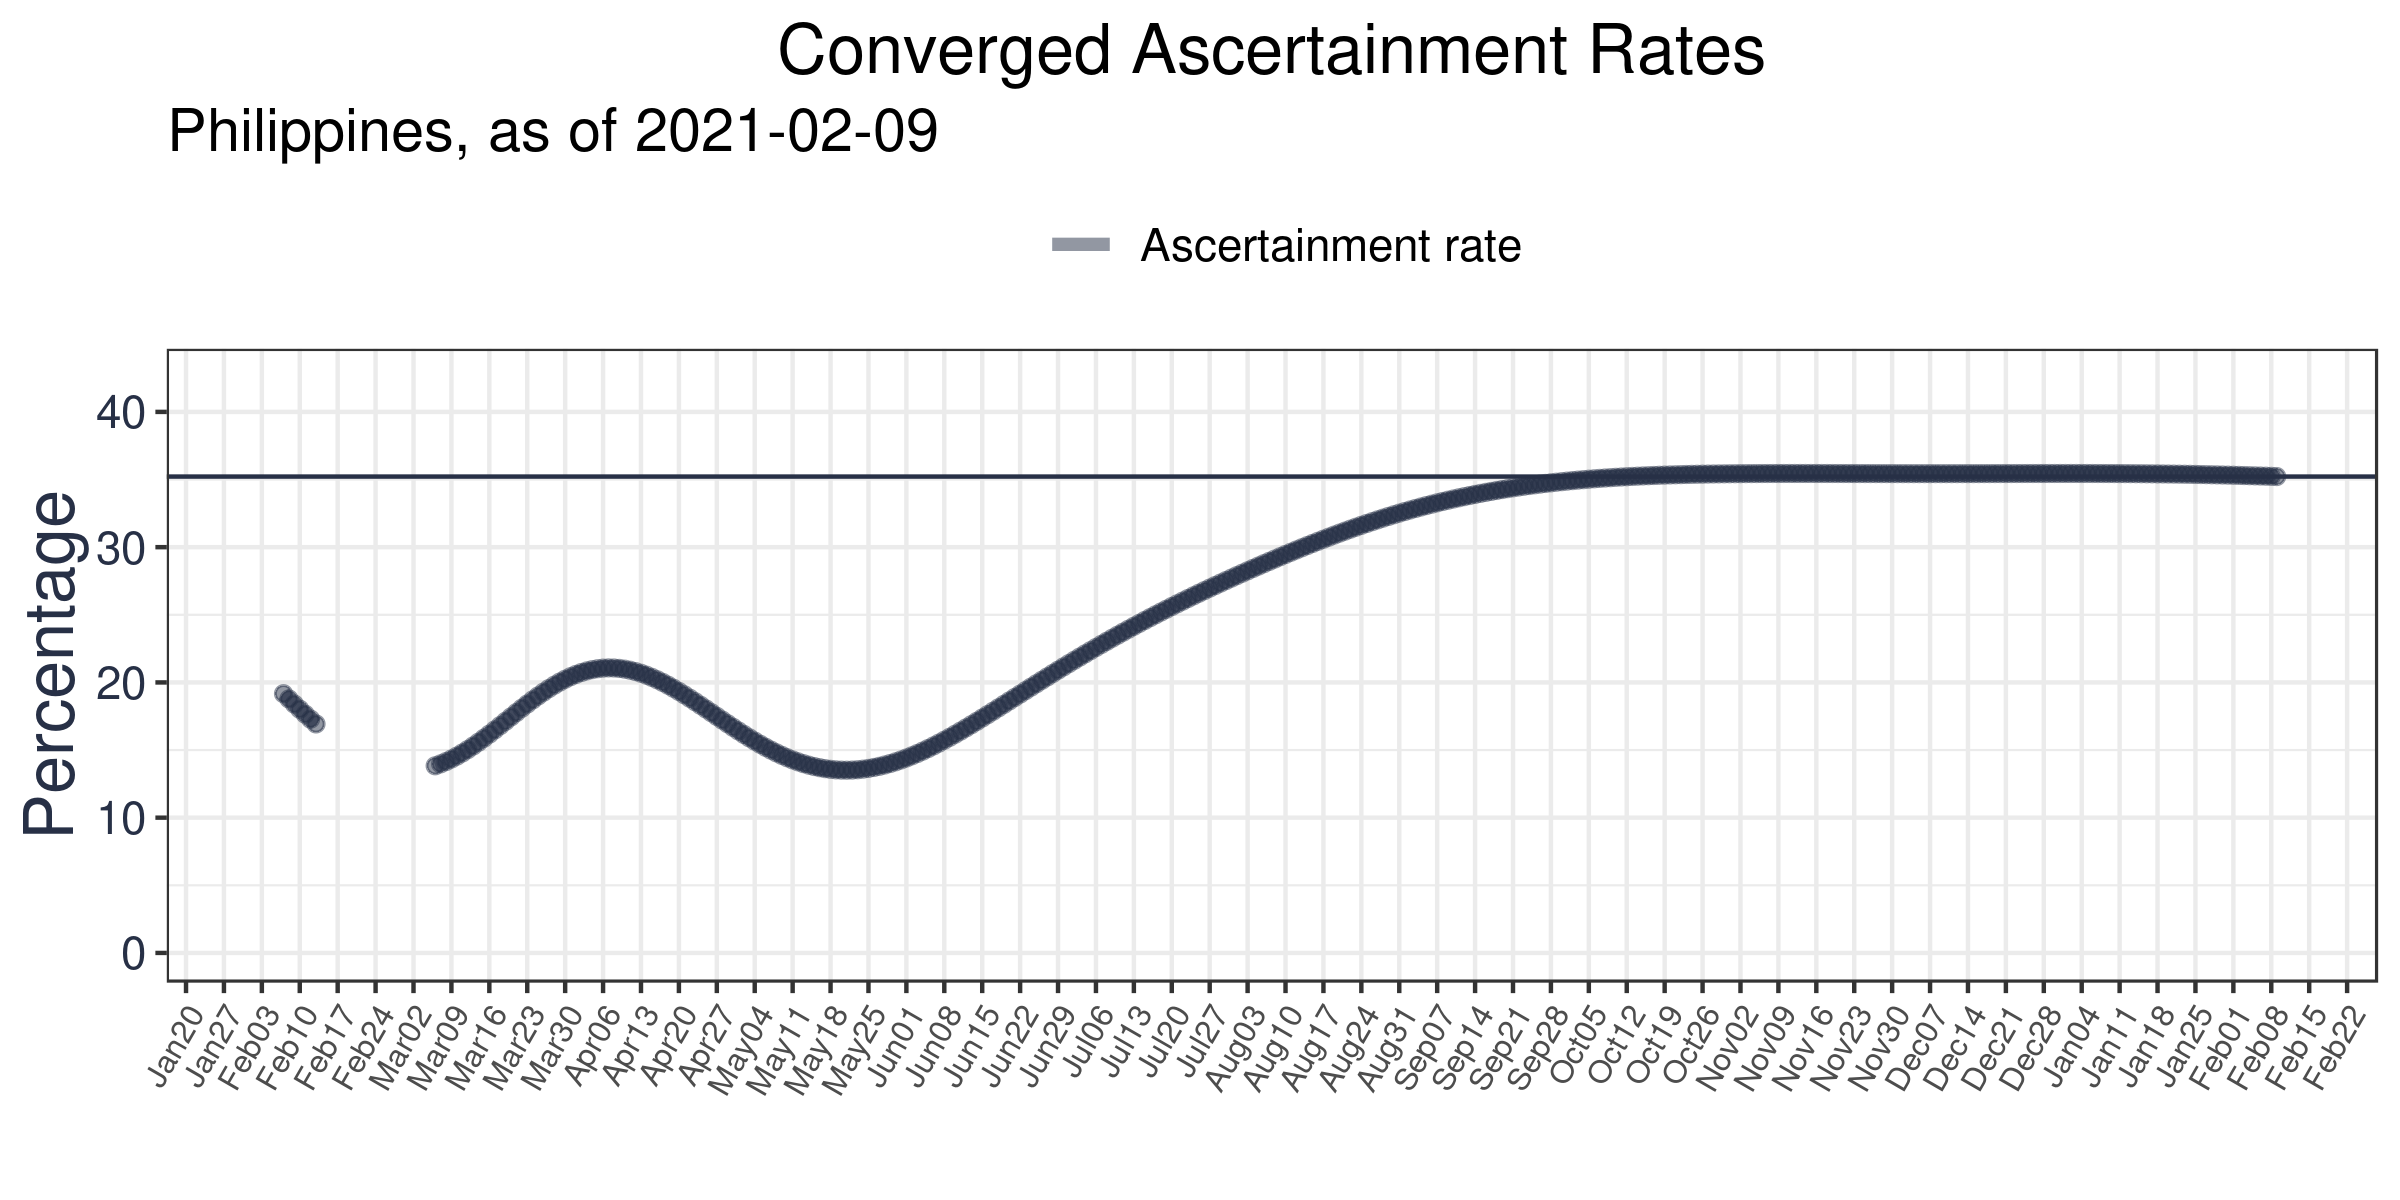 Converged Ascertainment Rates
Philippines, as of 2021-02-09
Ascertainment rate
Percentage
40
30
20
10
0
Jan20
Jan27
Feb03
Feb10
Feb17
Feb24
Mar02
Mar09
Mar16
Mar23
Mar30
Apr06
Apr13
Apr20
Apr27
May04
May11
May18
May25
Jun01
Jun08
Jun15
Jun22
Jun29
Jul06
Jul13
Jul20
Jul27
Aug03
Aug10
Aug17
Aug24
Aug31
Sep07
Sep14
Sep21
Sep28
Oct05
Oct12
Oct19
Oct26
Nov02
Nov09
Nov16
Nov23
Nov30
Dec07
Dec14
Dec21
Dec28
Jan04
Jan11
Jan18
Jan25
Feb01
Feb08
Feb15
Feb22